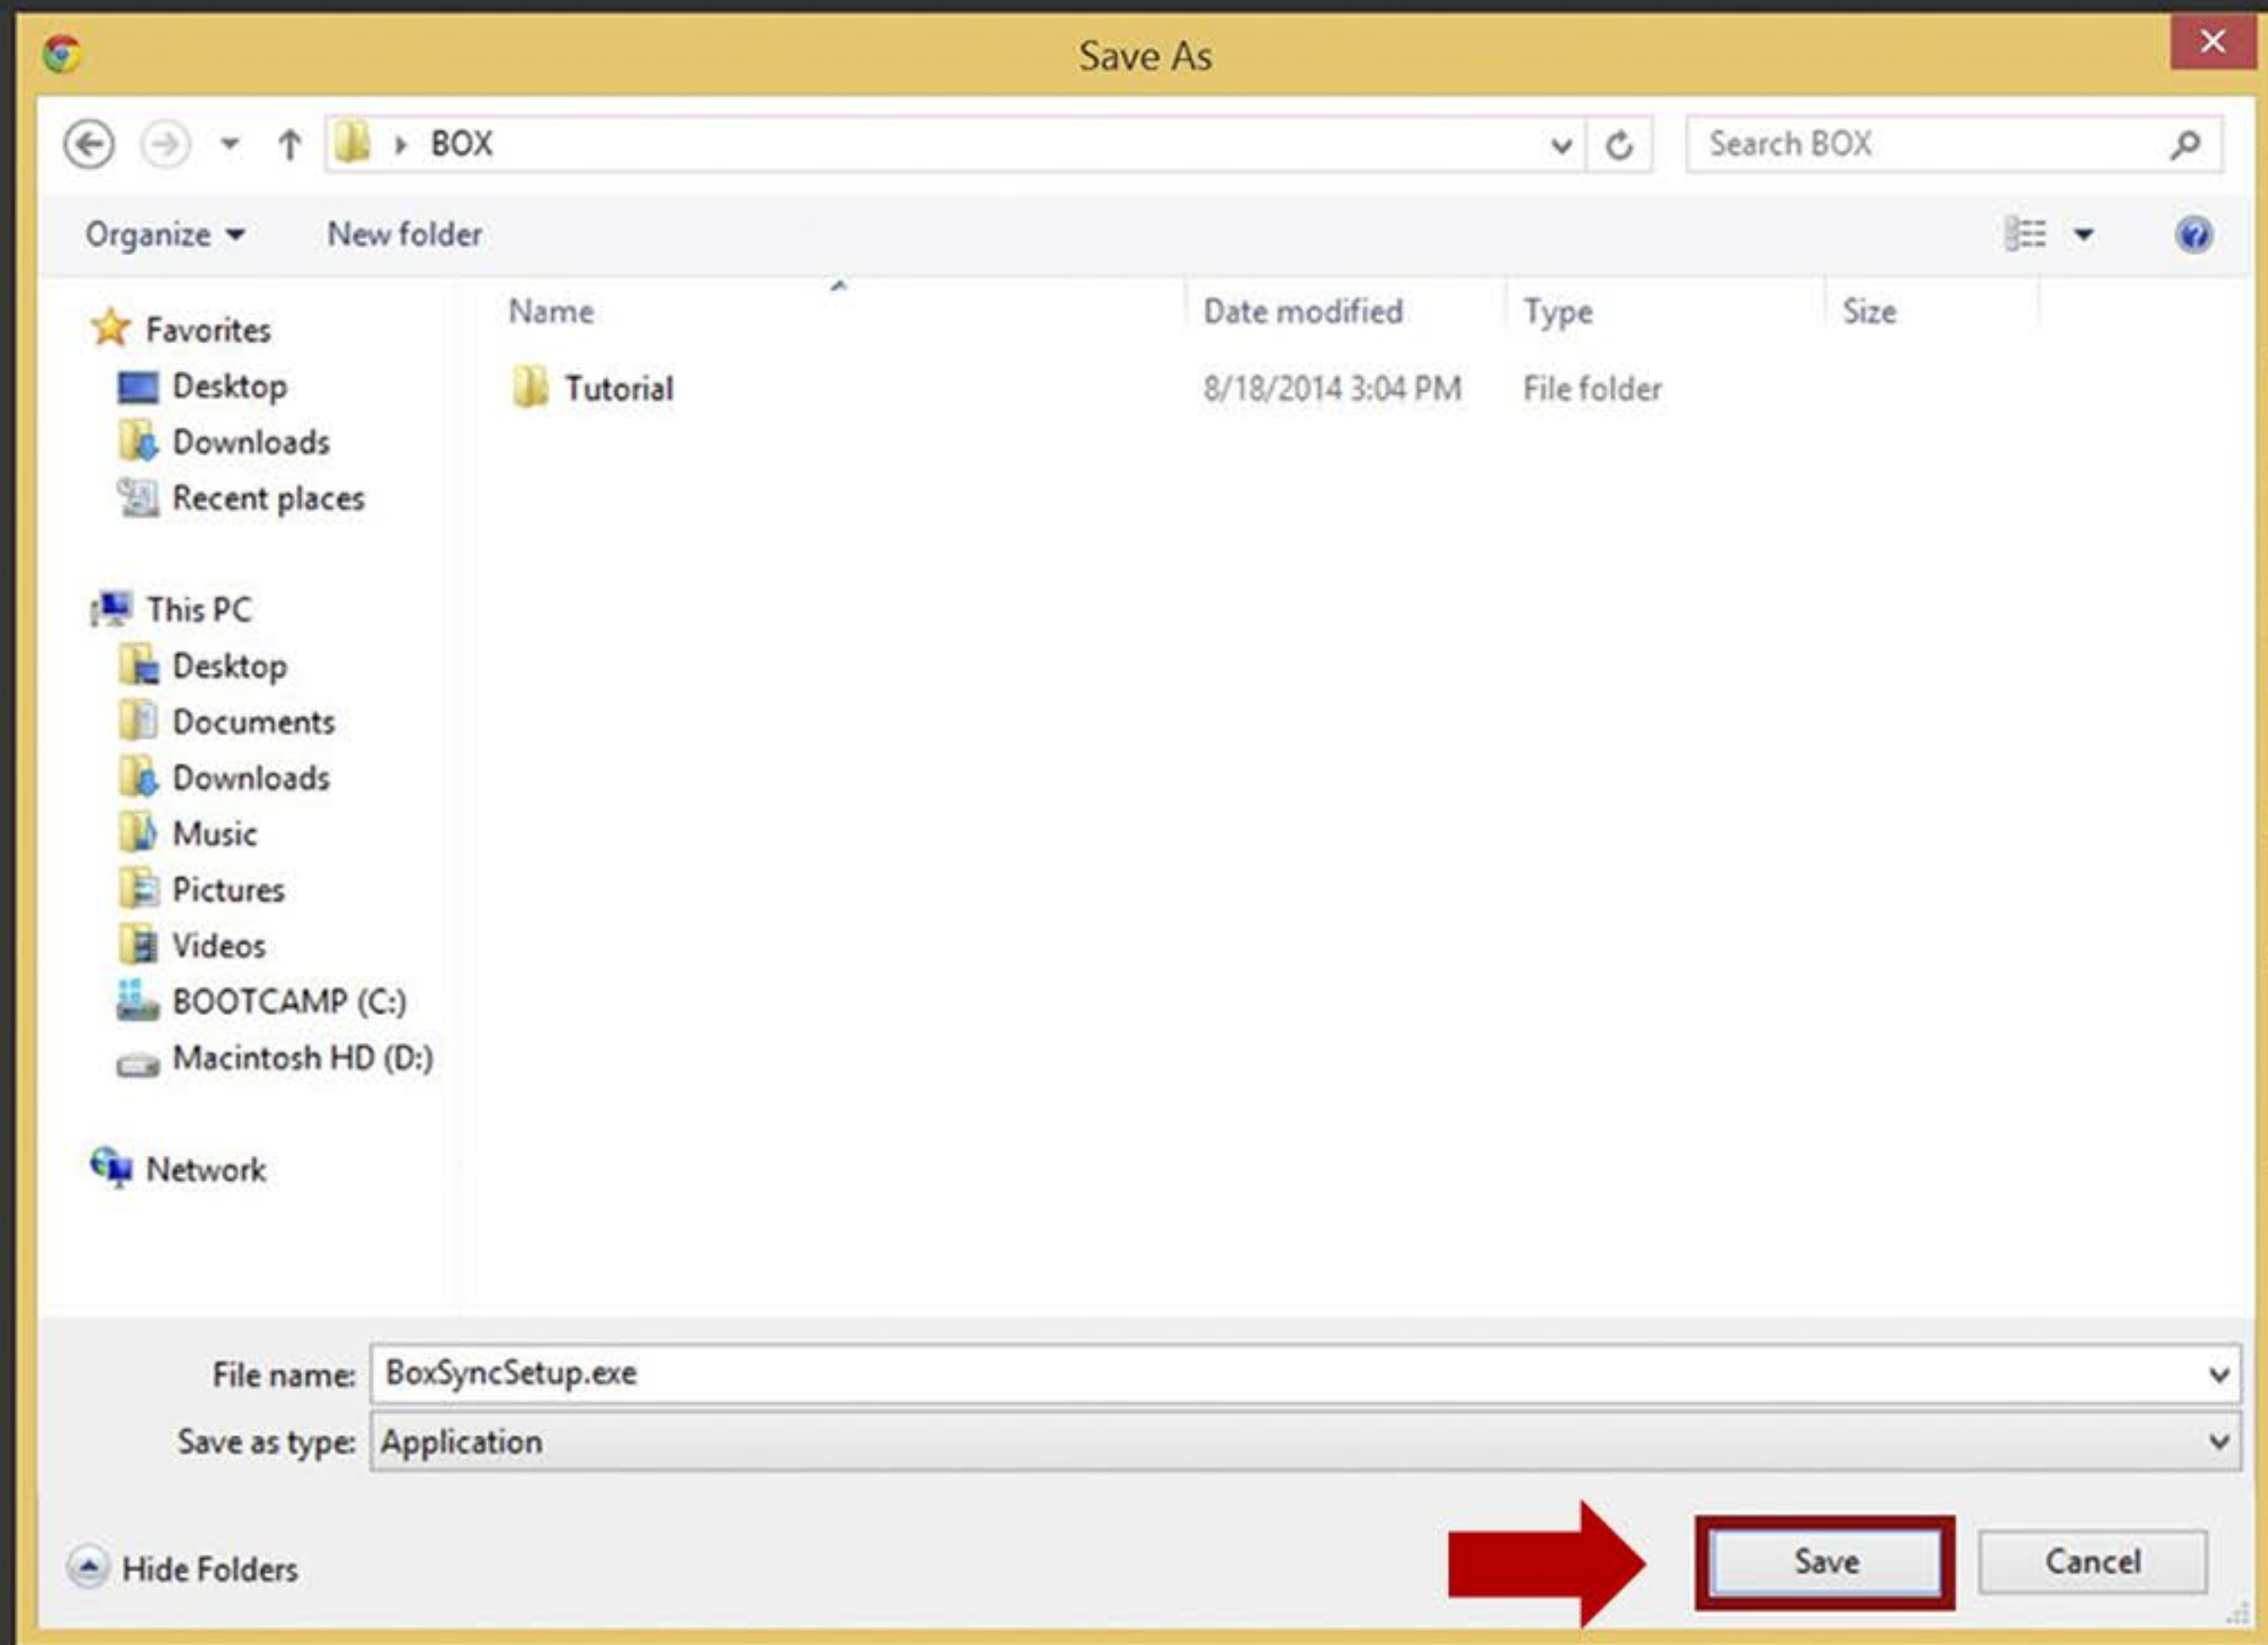 Save As
BOX
Search BOX
Organize
New folder
Name
Date modified
Type
Size
Favorites
Desktop
Downloads
Recent places
Tutorial
8/18/2014 3:04 PM
File folder
This PC
Desktop
Documents
Downloads
Music
Pictures
Videos
BOOTCAMP (C:)
Macintosh HD (D:)
Network
File name: BoxSyncSetup.exe
Save as type: Application
Hide Folders
Save
Cancel